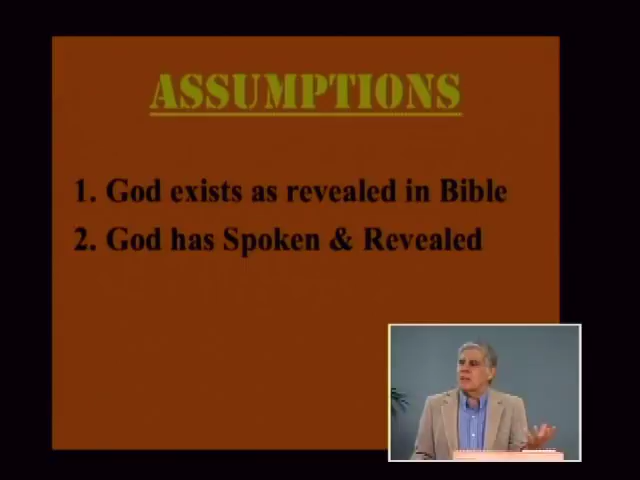 ASSUMPTIONS
1. God exists as revealed in Bible
2. God has Spoken & Revealed